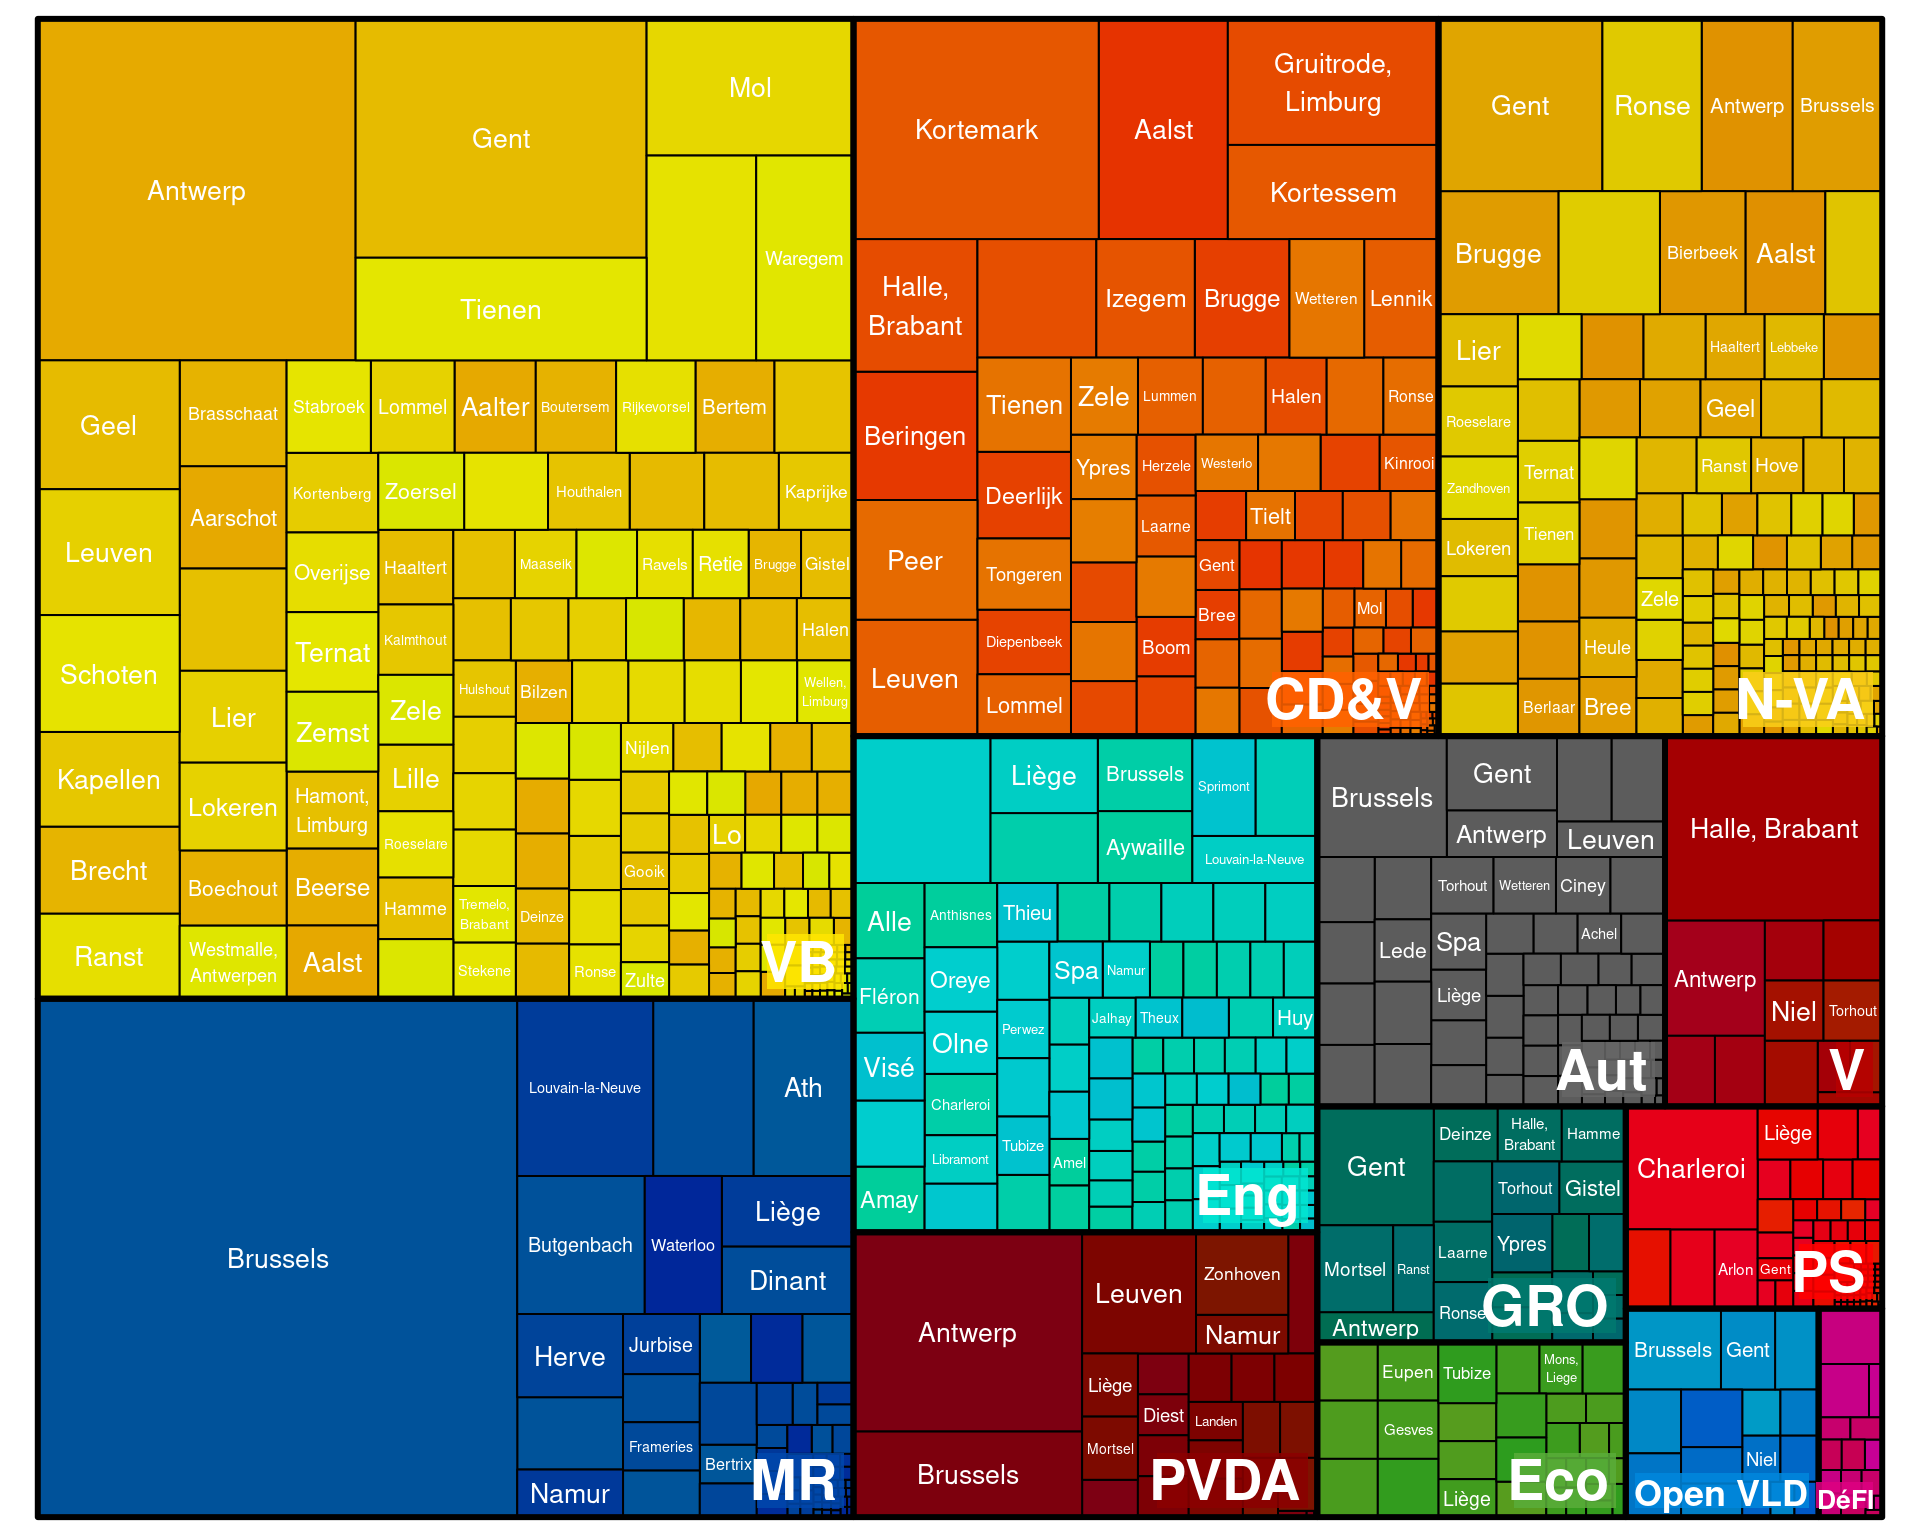 Antwerp
Gent
Mol
Tienen
Waregem
Geel
Leuven
Schoten
Kapellen
Brecht
Ranst
Brasschaat
Aarschot
Lier
Lokeren
Boechout
Westmalle,
Antwerpen
Stabroek
Lommel
Aalter
Boutersem
Rijkevorsel
Bertem
Kortenberg
Zoersel
Houthalen
Kaprijke
Overijse
Haaltert
Maaselk
Ravels
Retie
Brugge
Gistel
Ternat
Kalmthout
Halen
Zemst
Zele
Hulshout
Bilzen
Wellen,
Limburg
Hamont,
Limburg
Lille
Nijlen
Roeselare
Lo
Beerse
Hamme
Gooik
Tremelo,
Brabant
Deinze
Aalst
Stekene
Ronse
Zulte
VB
Kortemark
Aalst
Gruitrode,
Limburg
Kortessem
Halle,
Brabant
Izegem
Brugge
Wetteren
Lennik
Beringen
Peer
Leuven
Tienen
Zele
Lummen
Halen
Ronse
Deerlijk
Ypres
Herzele
Westerlo
Kinrooi
Laarne
Tielt
Tongeren
Gent
Bree
Mol
Diepenbeek
Boom
Lommel
CD&V
Gent
Ronse
Antwerp
Brussels
Brugge
Bierbeek
Aalst
Lier
Haaltert
Lebbeke
Roeselare
Geel
Zandhoven
Ternat
Ranst
Hove
Lokeren
Tienen
Zele
Heule
Berlaar
Bree
N-VA
Liège
Brussels
Sprimont
Aywaille
Louvain-la-Neuve
Alle
Anthisnes
Thieu
Fléron
Oreye
Spa
Namur
Visé
Olne
Perwez
Jalhay
Theux
Huy
Charleroi
Libramont
Tubize
Amel
Amay
Eng
Brussels
Gent
Antwerp
Leuven
Torhout
Wetteren
Ciney
Lede
Spa
Achel
Liège
Aut
Halle, Brabant
Antwerp
Niel
Torhout
V
Brussels
Louvain-la-Neuve
Ath
Butgenbach
Waterloo
Liège
Dinant
Herve
Jurbise
Frameries
Bertrix
Namur
MR
Antwerp
Brussels
Leuven
Zonhoven
Namur
Liège
Diest
Landen
Mortsel
PVDA
Gent
Deinze
Halle,
Brabant
Hamme
Torhout
Gistel
Mortsel
Ranst
Laarne
Ypres
Ronse
Antwerp
GRO
Charleroi
Liège
Arlon
Gent
PS
Eupen
Tubize
Mons,
Liege
Gesves
Liège
Eco
Brussels
Gent
Niel
Open VLD
DéFI